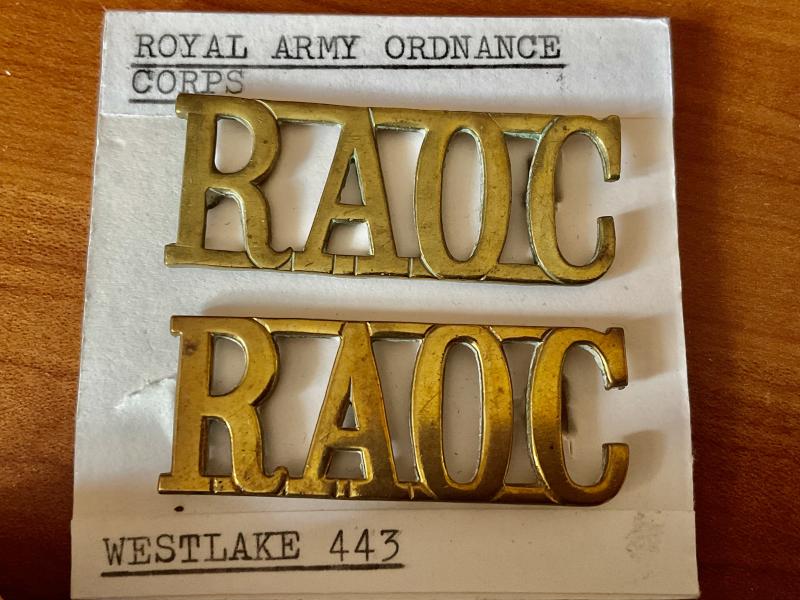 ROYAL ARMY ORDNANCE
CORPS
RAOC
RAOC
WESTLAKE 443